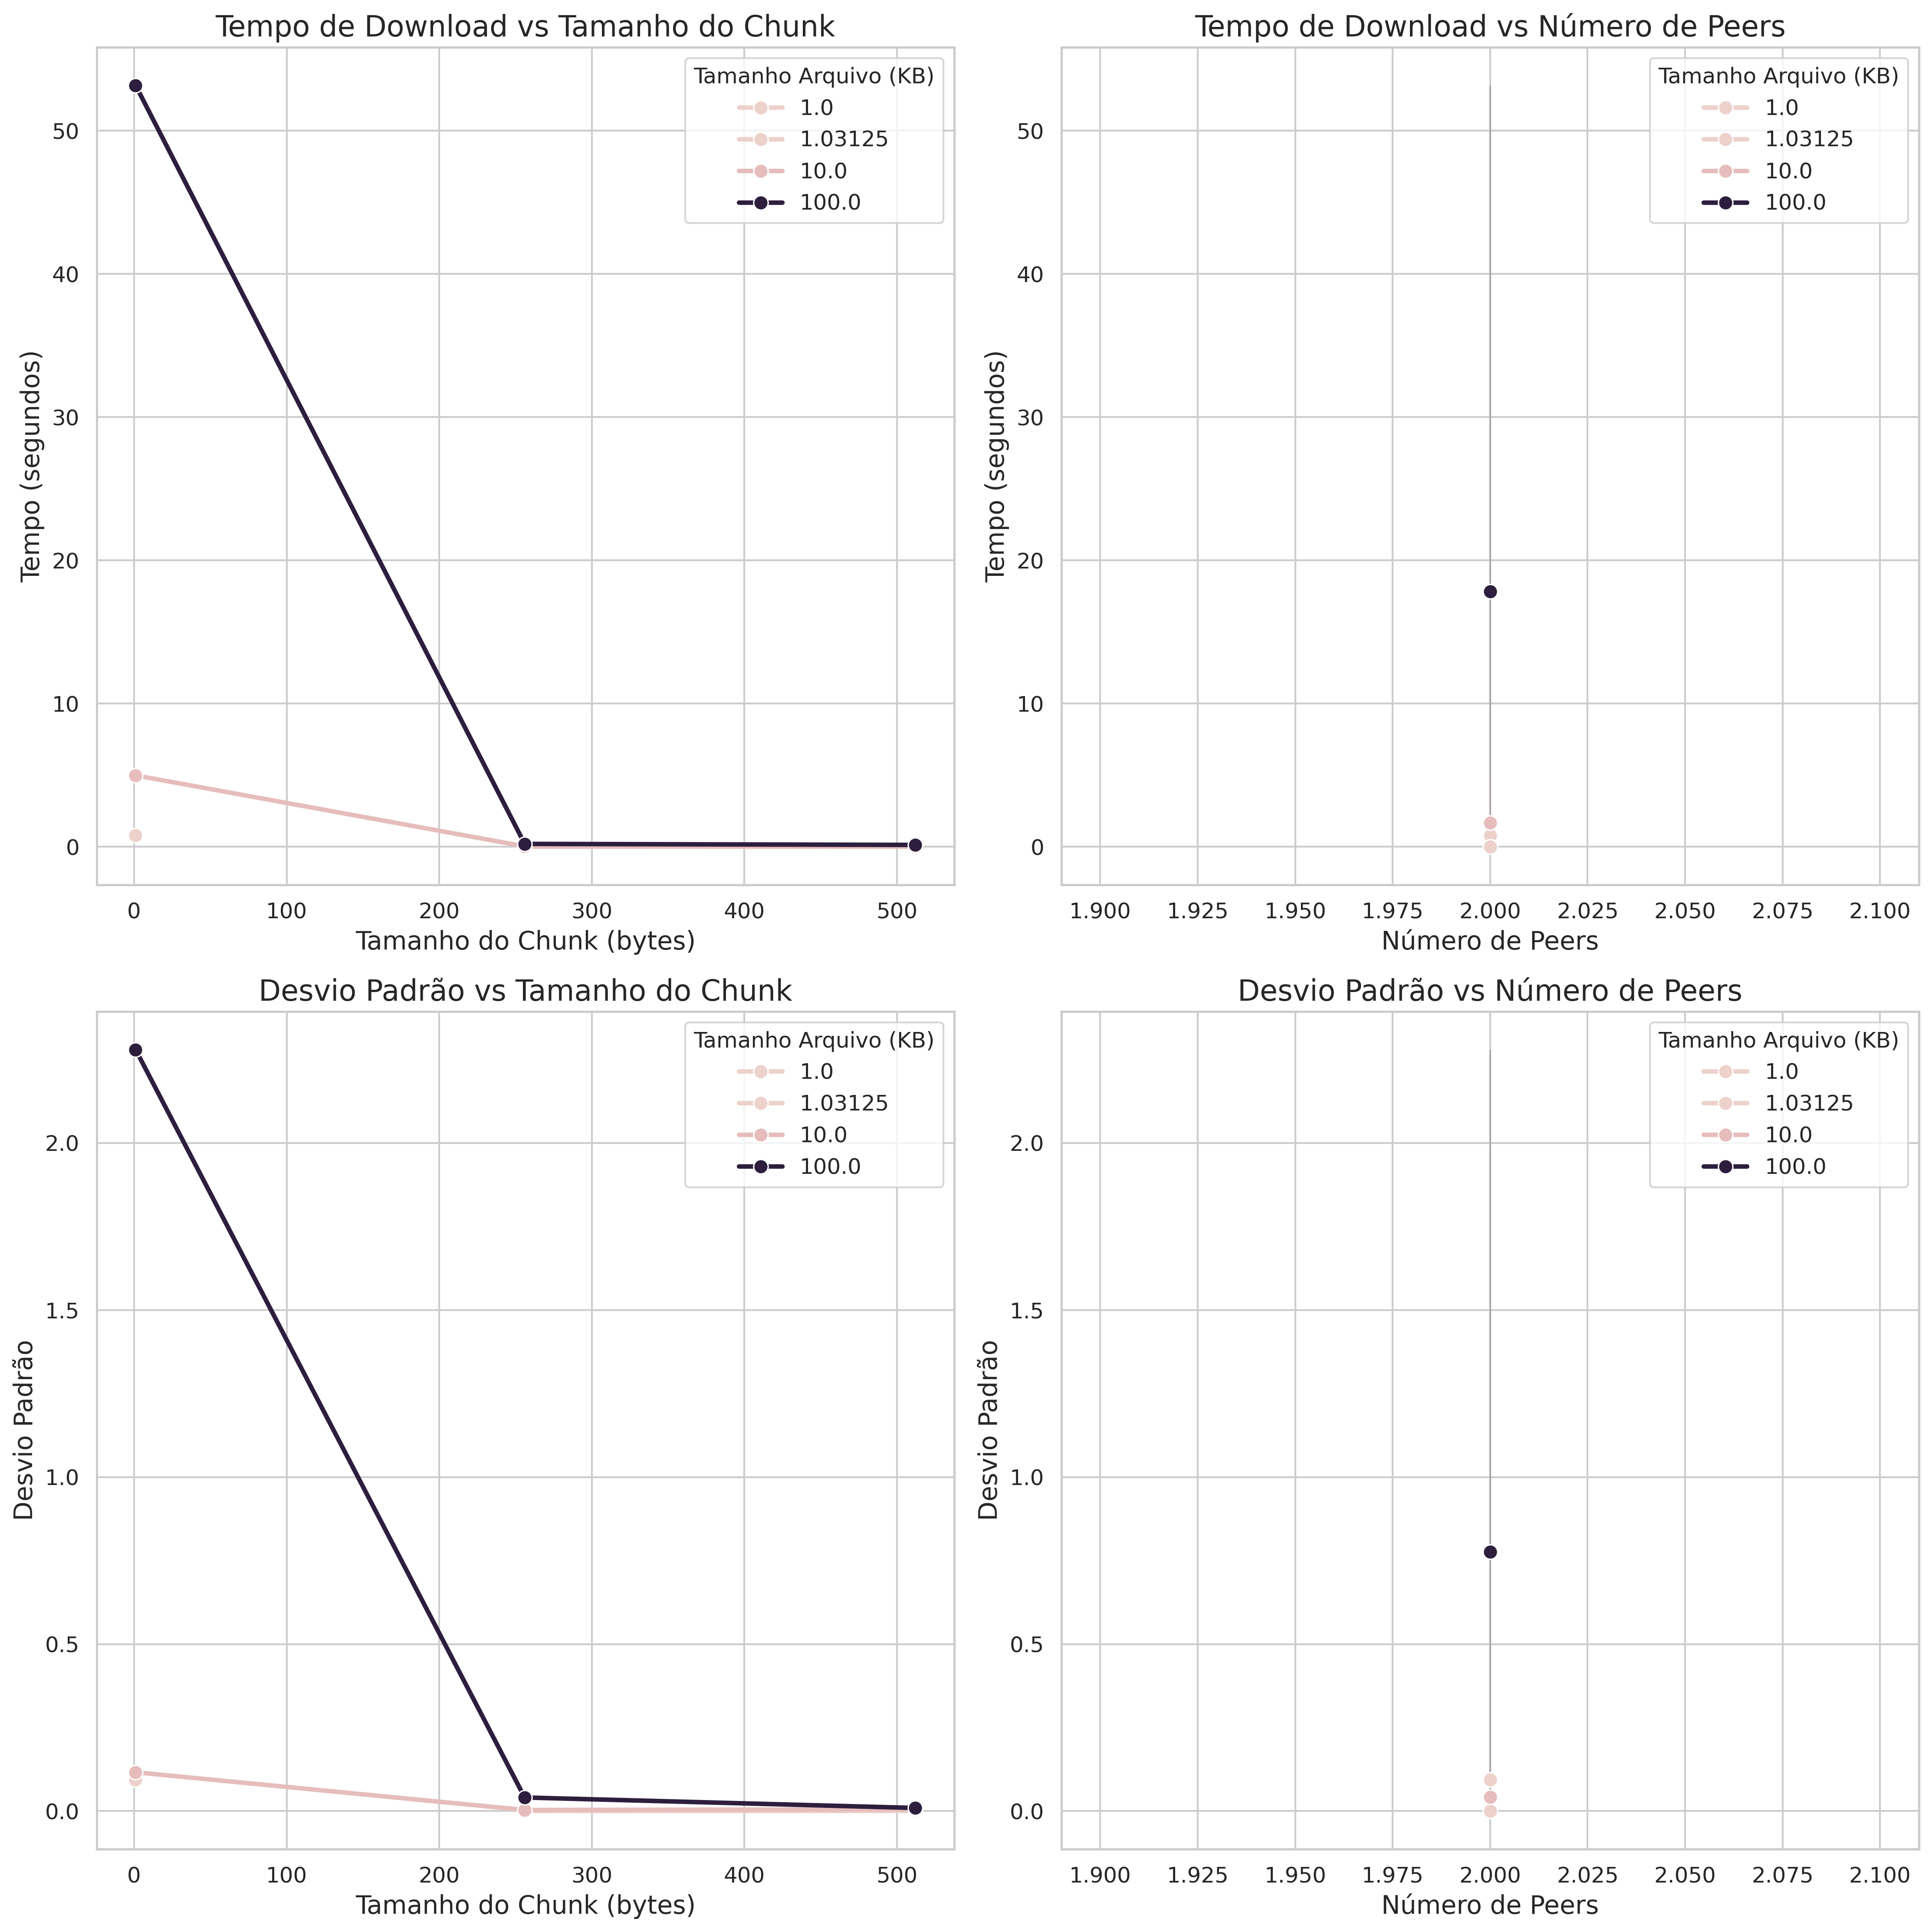 Tempo de Download vs Tamanho do Chunk
Tamanho Arquivo (KB)
1.0
1.03125
10.0
100.0
50
40
30
20
10
0
Tempo (segundos)
0 100 200 300 400 500
Tamanho do Chunk (bytes)
Tempo de Download vs Número de Peers
Tamanho Arquivo (KB)
1.0
1.03125
10.0
100.0
50
40
30
20
10
0
Tempo (segundos)
1.900 1.925 1.950 1.975 2.000 2.025 2.050 2.075 2.100
Número de Peers
Desvio Padrão vs Tamanho do Chunk
Tamanho Arquivo (KB)
1.0
1.03125
10.0
100.0
2.0
1.5
1.0
0.5
0.0
Desvio Padrão
0 100 200 300 400 500
Tamanho do Chunk (bytes)
Desvio Padrão vs Número de Peers
Tamanho Arquivo (KB)
1.0
1.03125
10.0
100.0
2.0
1.5
1.0
0.5
0.0
Desvio Padrão
1.900 1.925 1.950 1.975 2.000 2.025 2.050 2.075 2.100
Número de Peers